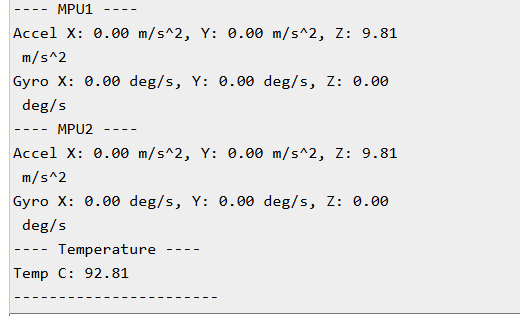 ---- MPU1 ----
Accel X: 0.00 m/s^2, Y: 0.00 m/s^2, Z: 9.81
 m/s^2
Gyro X: 0.00 deg/s, Y: 0.00 deg/s, Z: 0.00
 deg/s
---- MPU2 ----
Accel X: 0.00 m/s^2, Y: 0.00 m/s^2, Z: 9.81
 m/s^2
Gyro X: 0.00 deg/s, Y: 0.00 deg/s, Z: 0.00
 deg/s
---- Temperature ----
Temp C: 92.81
-----------------------